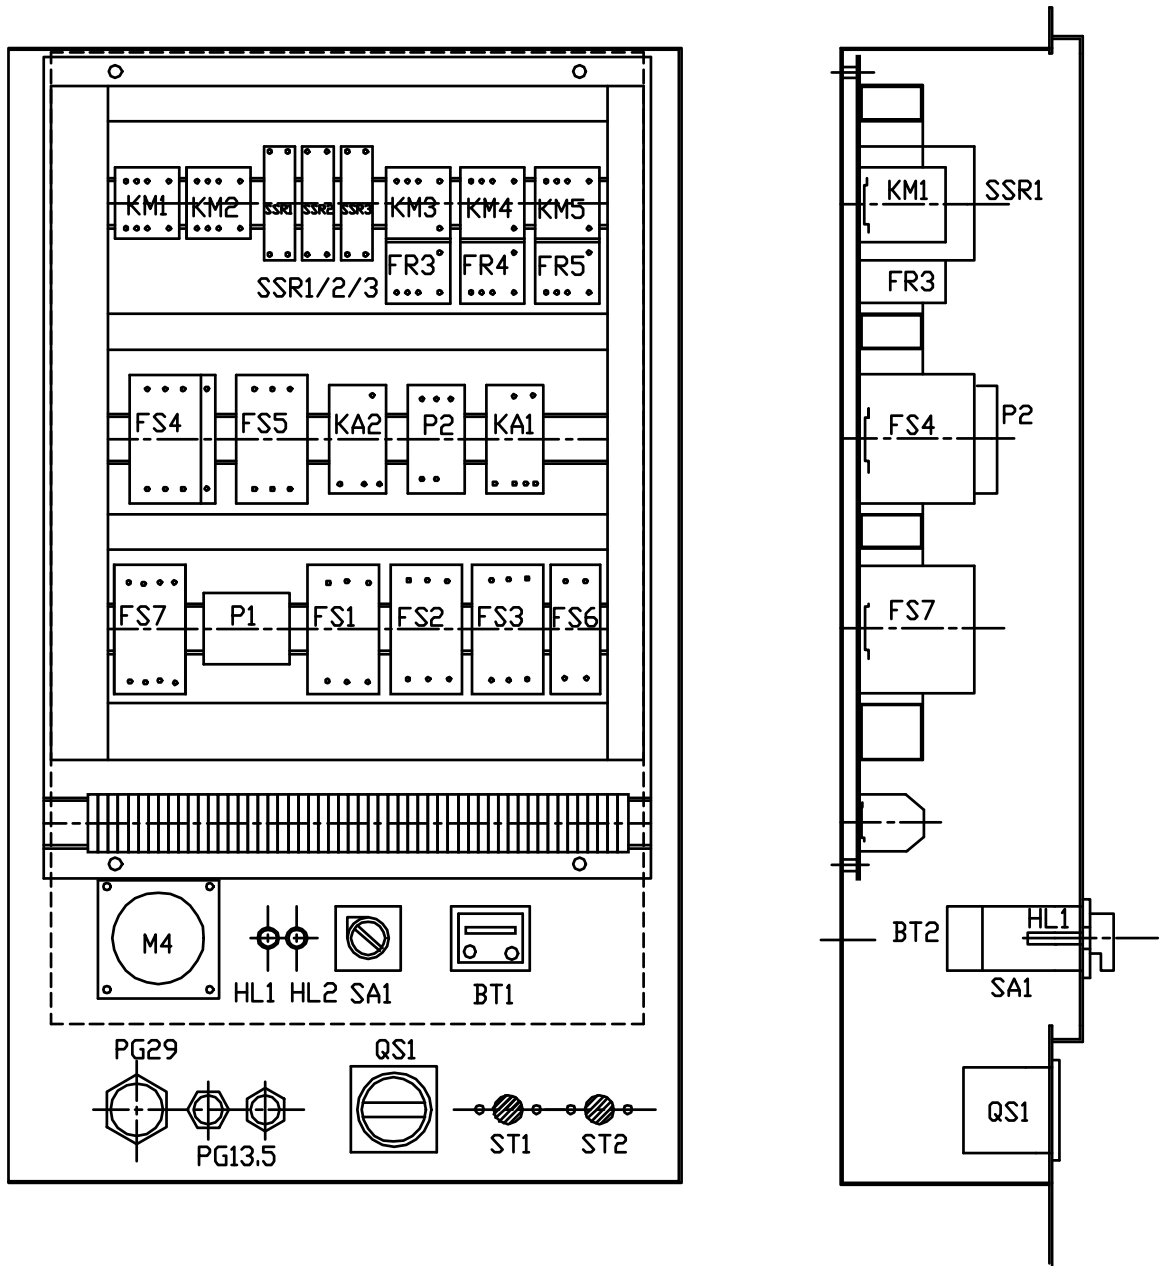 KM1 KM2 SSR1 SSR2 SSR3 KM3 KM4 KM5
FR3 FR4 FR5
SSR1/2/3
FS4 FS5 KA2 P2 KA1
FS7 P1 FS1 FS2 FS3 FS6
M4
HL1 HL2 SA1 BT1
PG29 QS1
PG13.5 ST1 ST2
KM1 SSR1
FR3
FS4 P2
FS7
BT2 HL1
SA1
QS1